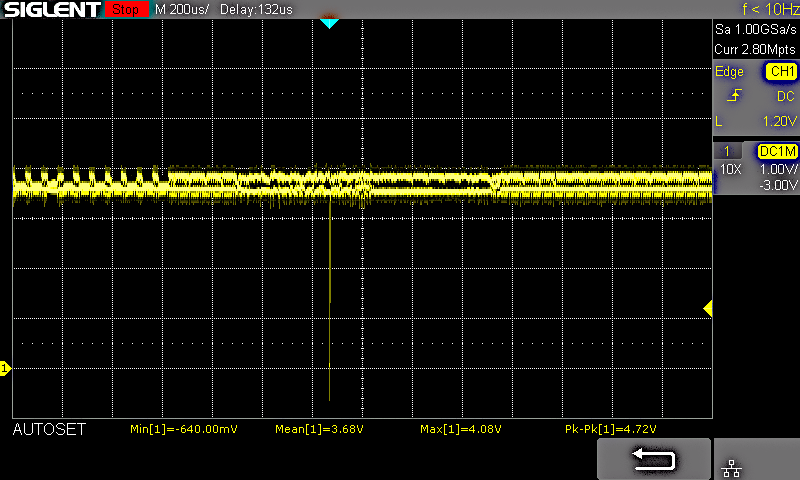 SIGLENT Stop M 200us/ Delay:132us f < 10Hz
Sa 1.00GSa/s
Curr 2.80Mpts
Edge CH1
DC
L 1.20V
1 DC1M
10X 1.00V/
-3.00V
1
AUTOSET Min[1]=-640.00mV Mean[1]=3.68V Max[1]=4.08V Pk-Pk[1]=4.72V